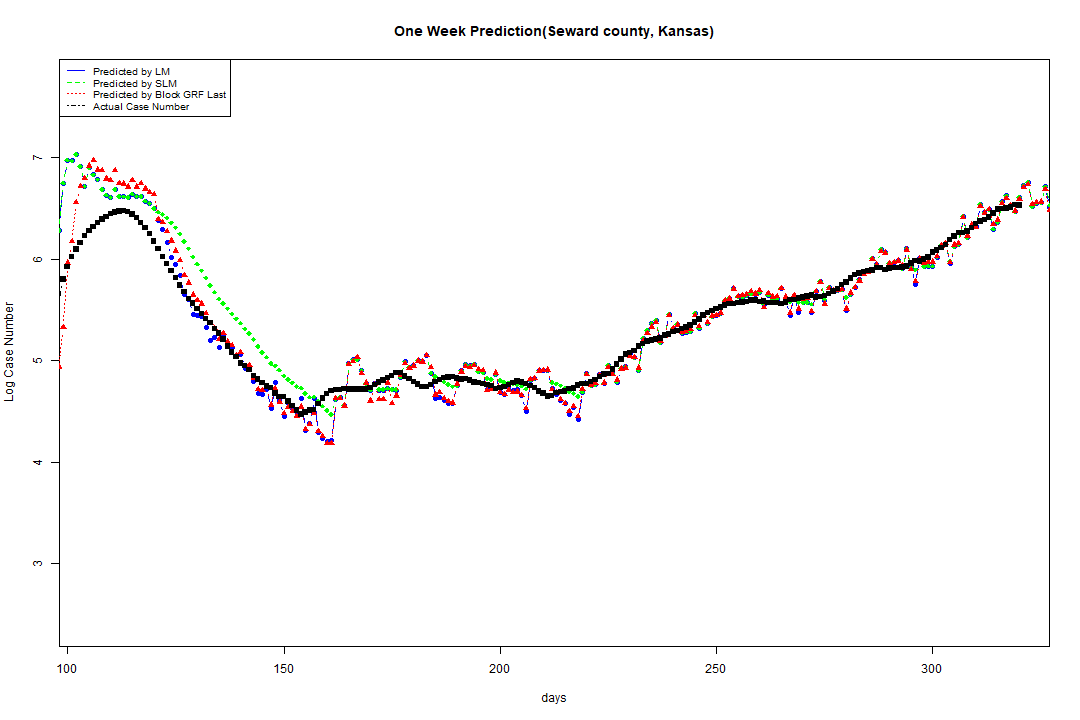 One Week Prediction(Seward county, Kansas)
Predicted by LM
Predicted by SLM
Predicted by Block GRF Last
Actual Case Number
7
6
5
4
3
Log Case Number
100 150 200 250 300
days